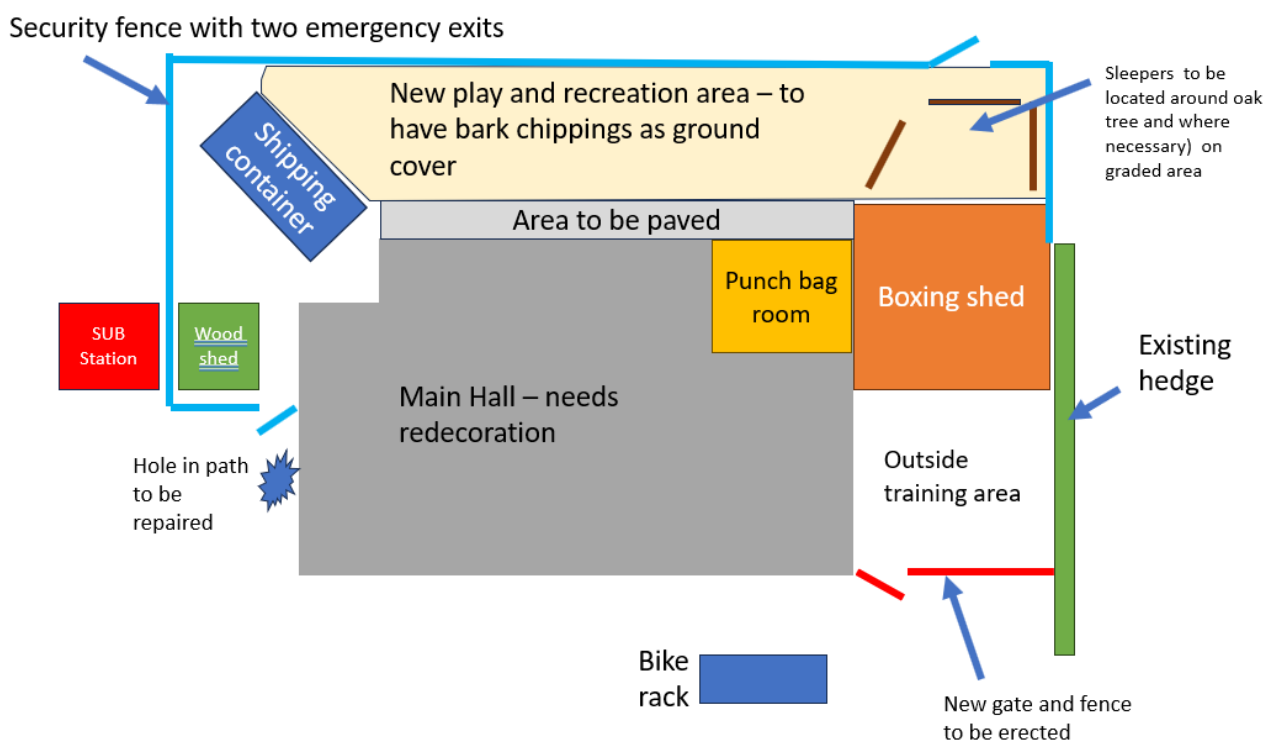 Security fence with two emergency exits
New play and recreation area – to
have bark chippings as ground
cover
Sleepers to be
located around oak
tree and where
necessary) on
graded area
Shipping
container
Area to be paved
Punch bag
room
Boxing shed
SUB
Station
Wood
shed
Existing
hedge
Main Hall – needs
redecoration
Hole in path
to be
repaired
Outside
training area
Bike
rack
New gate and fence
to be erected